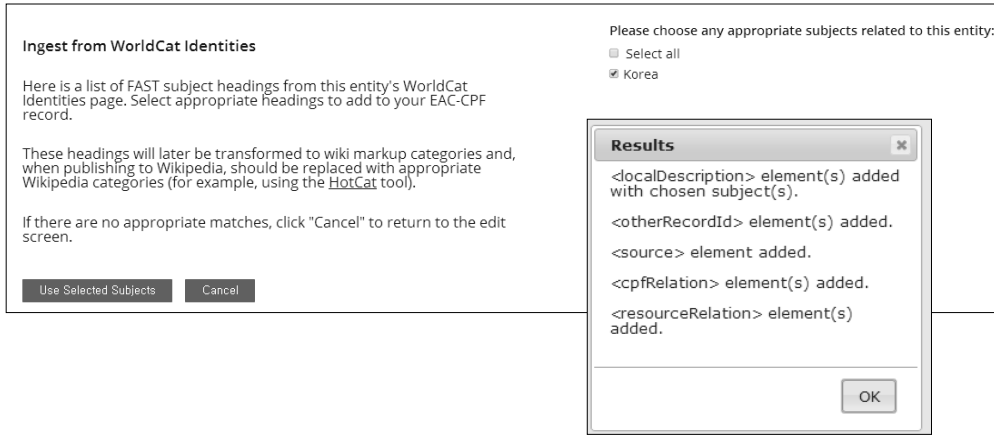 Ingest from WorldCat Identities
Here is a list of FAST subject headings from this entity's WorldCat
Identities page. Select appropriate headings to add to your EAC-CPF
record.
These headings will later be transformed to wiki markup categories and,
when publishing to Wikipedia, should be replaced with appropriate
Wikipedia categories (for example, using the HotCat tool).
If there are no appropriate matches, click "Cancel" to return to the edit
screen.
Use Selected Subjects
Cancel
Please choose any appropriate subjects related to this entity:
Select all
Korea
Results
<localDescription> element(s) added
with chosen subject(s).
<otherRecordId> element(s) added.
<source> element added.
<cpfRelation> element(s) added.
<resourceRelation> element(s)
added.
OK